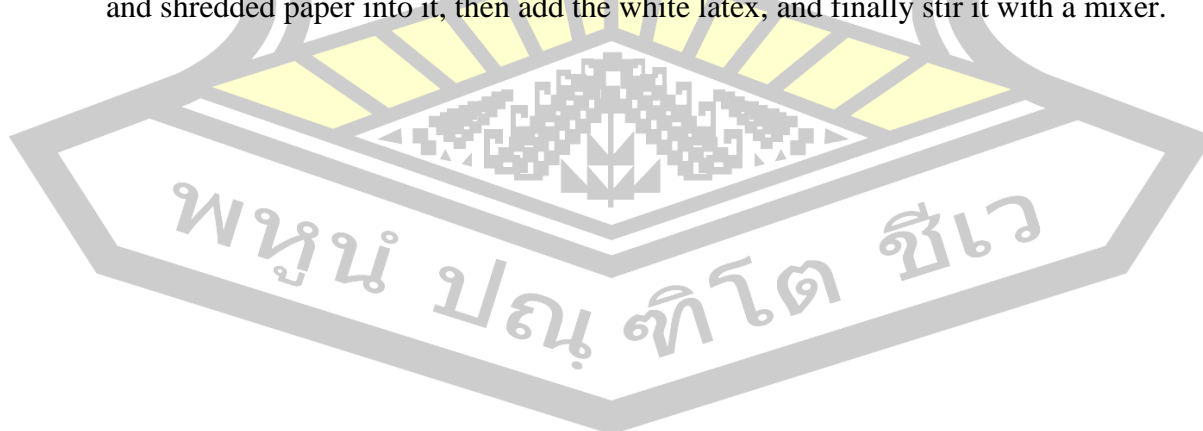 and shredded paper into it, then add the white latex, and finally stir it with a mixer.
พหูนํ ปณฺฑิโต ชีเว